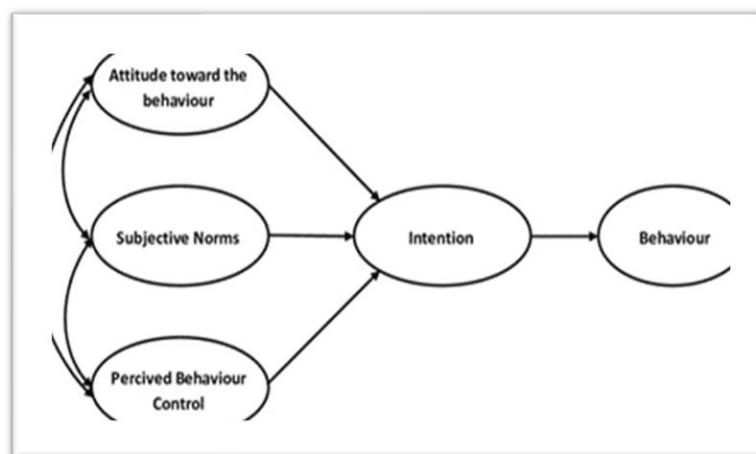 Attitude toward the
behaviour
Subjective Norms
Intention
Behaviour
Percived Behaviour
Control